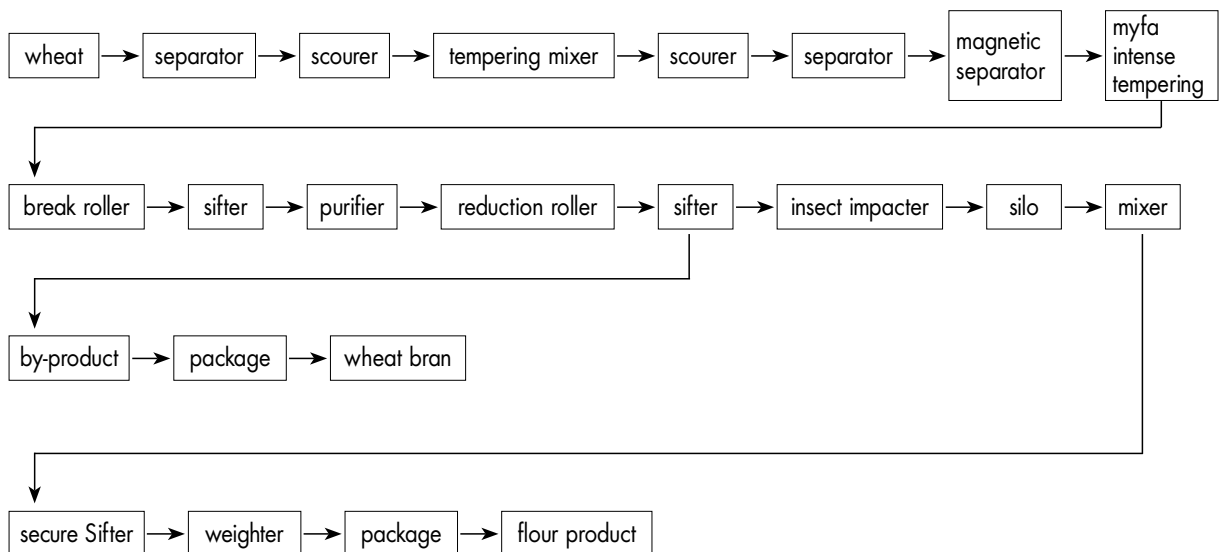 wheat
separator
scourer
tempering mixer
scourer
separator
magnetic
separator
myfa
intense
tempering
break roller
sifter
purifier
reduction roller
sifter
insect impacter
silo
mixer
by-product
package
wheat bran
secure Sifter
weighter
package
flour product